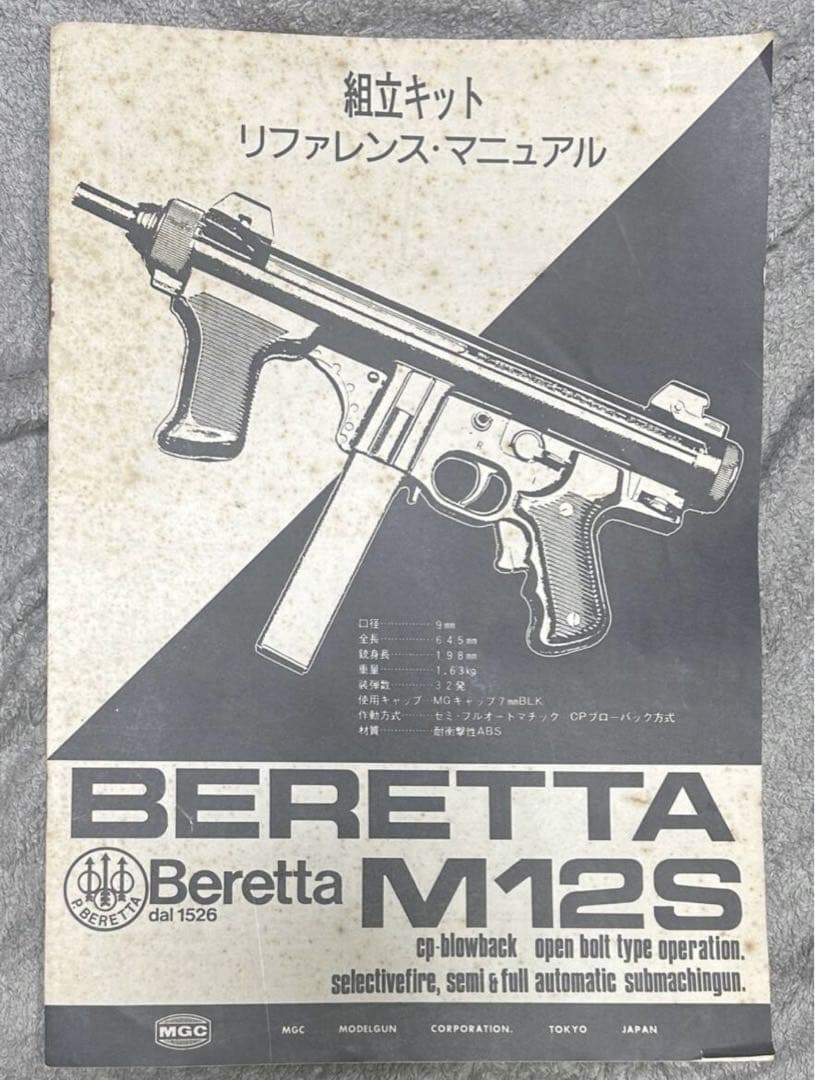 組立キット
リファレンス・マニュアル
R
I
口径…………9㎜
全長…………645㎜
銃身長…………198㎜
重量…………1.63㎏
装弾数…………32発
使用キャップ…MGキャップ7㎜BLK
作動方式………セミ・フルオートマチック CPブローバック方式
材質…………耐衝撃性ABS
BERETTA
P. BERETTA
Beretta
dal 1526
M12S
cp-blowback open bolt type operation.
selectivefire, semi & full automatic submachingun.
MGC
MGC MODELGUN CORPORATION. TOKYO JAPAN